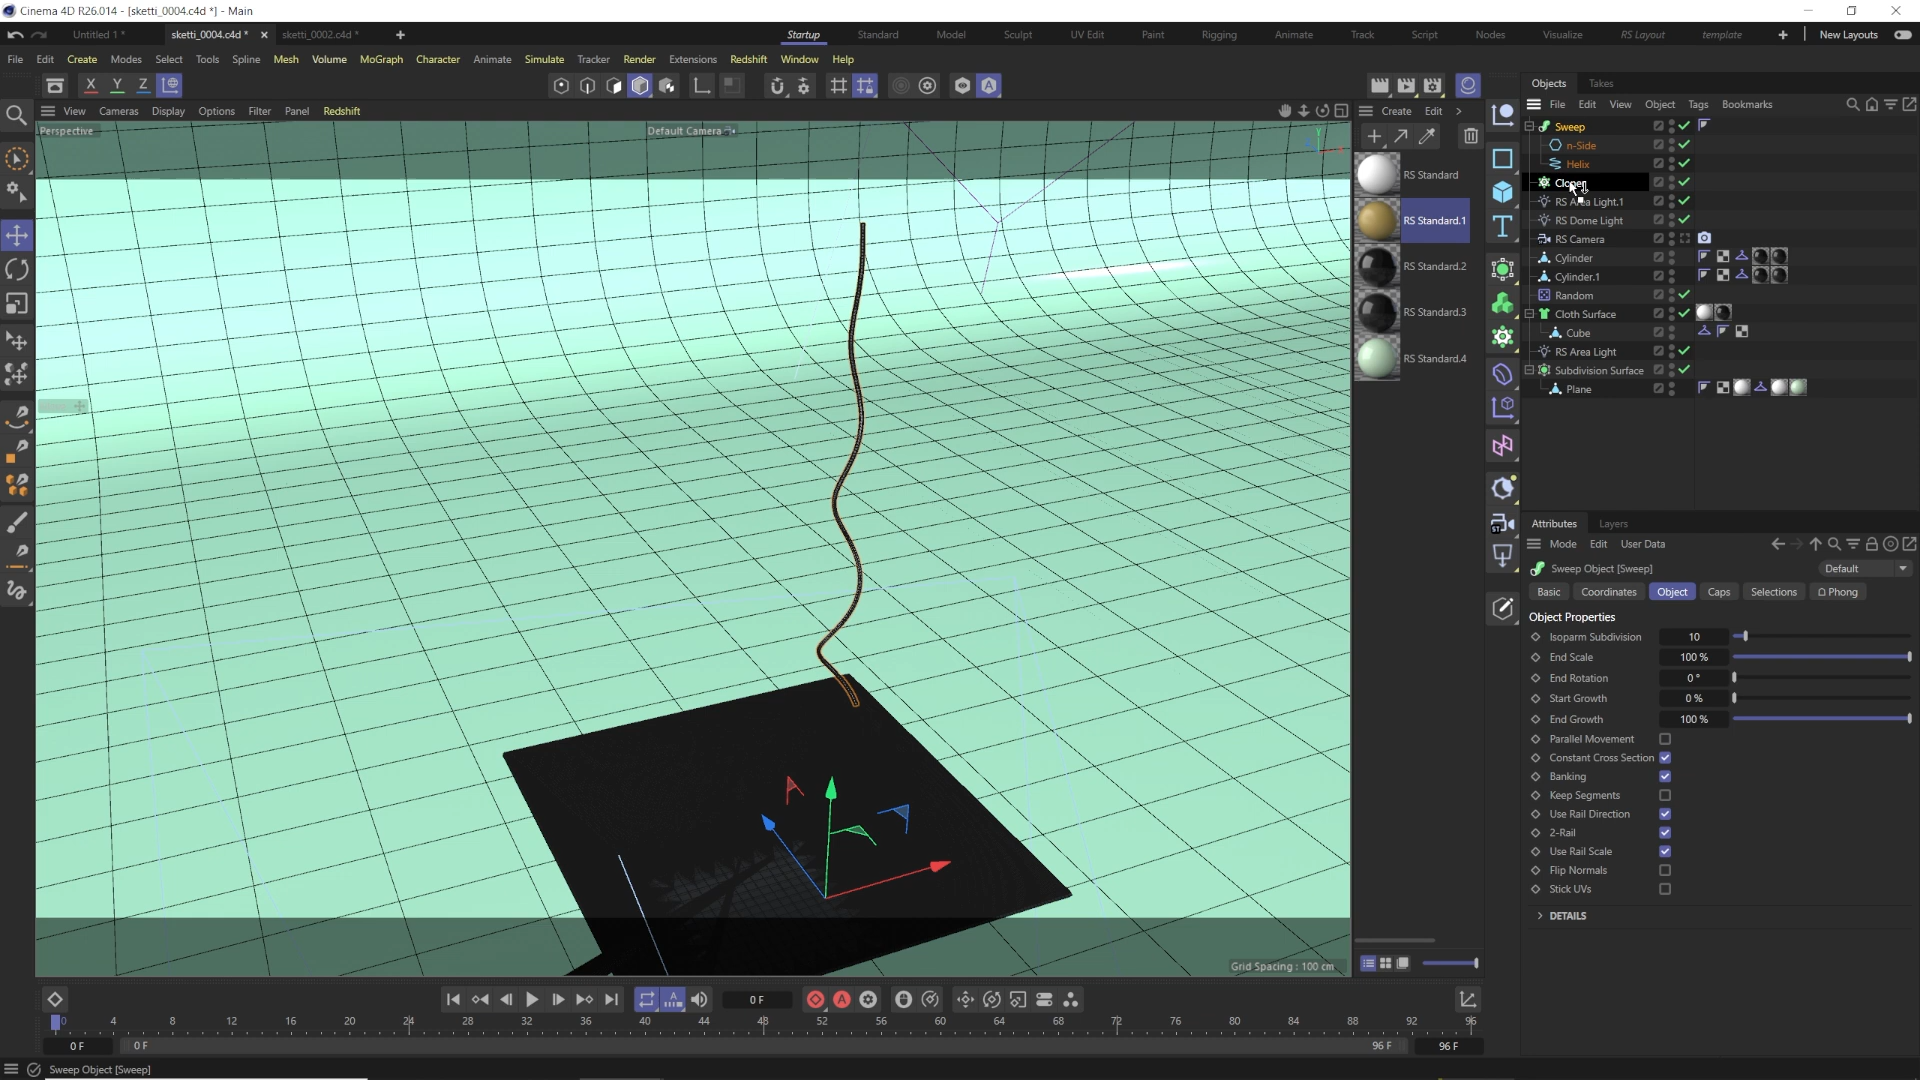 Cinema 4D R26.014 - [sketti_0004.c4d *] - Main
Untitled 1 *
sketti_0004.c4d *
sketti_0002.c4d *
Startup
Standard
Model
Sculpt
UV Edit
Paint
Rigging
Animate
Track
Script
Nodes
Visualize
RS Layout
template
New Layouts
File Edit Create Modes Select Tools Spline Mesh Volume MoGraph Character Animate Simulate Tracker Render Extensions Redshift Window Help
X Y Z
View Cameras Display Options Filter Panel Redshift
Perspective
Default Camera
Y
Grid Spacing : 100 cm
Create Edit
RS Standard
RS Standard.1
RS Standard.2
RS Standard.3
RS Standard.4
Objects Takes
File Edit View Object Tags Bookmarks
Sweep
n-Side
Helix
Cloner
RS Area Light.1
RS Dome Light
RS Camera
Cylinder
Cylinder.1
Random
Cloth Surface
Cube
RS Area Light
Subdivision Surface
Plane
Attributes Layers
Mode Edit User Data
Sweep Object [Sweep]
Default
Basic Coordinates Object Caps Selections Phong
Object Properties
Isoparm Subdivision 10
End Scale 100 %
End Rotation 0 °
Start Growth 0 %
End Growth 100 %
Parallel Movement
Constant Cross Section
Banking
Keep Segments
Use Rail Direction
2-Rail
Use Rail Scale
Flip Normals
Stick UVs
DETAILS
0 F
0 4 8 12 16 20 24 28 32 36 40 44 48 52 56 60 64 68 72 76 80 84 88 92 96
0 F 0 F 96 F 96 F
Sweep Object [Sweep]